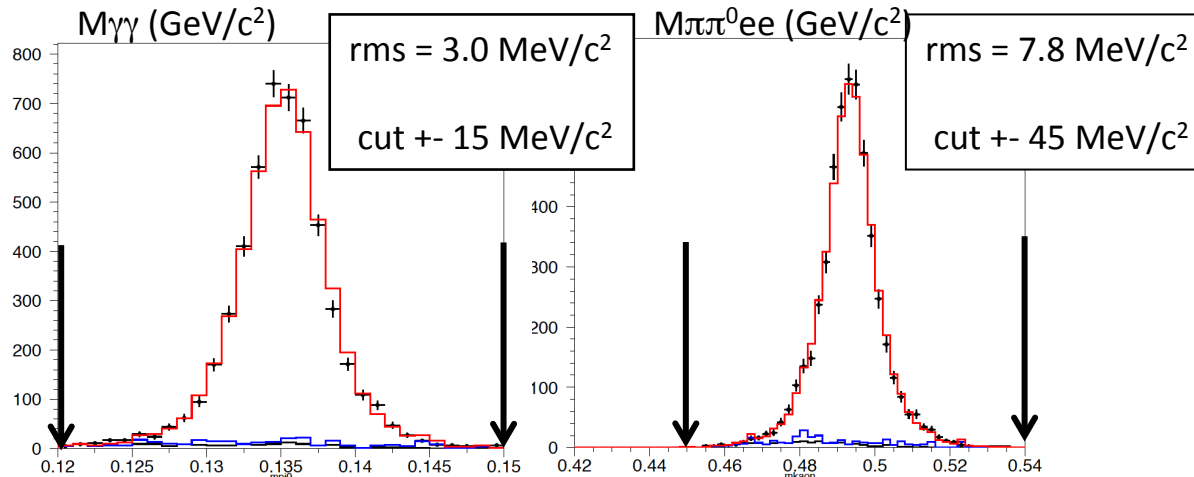 Mγγ (GeV/c²)
rms = 3.0 MeV/c²
cut +- 15 MeV/c²
800
700
600
500
400
300
200
100
0
0.12 0.125 0.13 0.135 0.14 0.145 0.15
mpi0
Mππ⁰ee (GeV/c²)
rms = 7.8 MeV/c²
cut +- 45 MeV/c²
400
300
200
100
0
0.42 0.44 0.46 0.48 0.5 0.52 0.54
mkaon